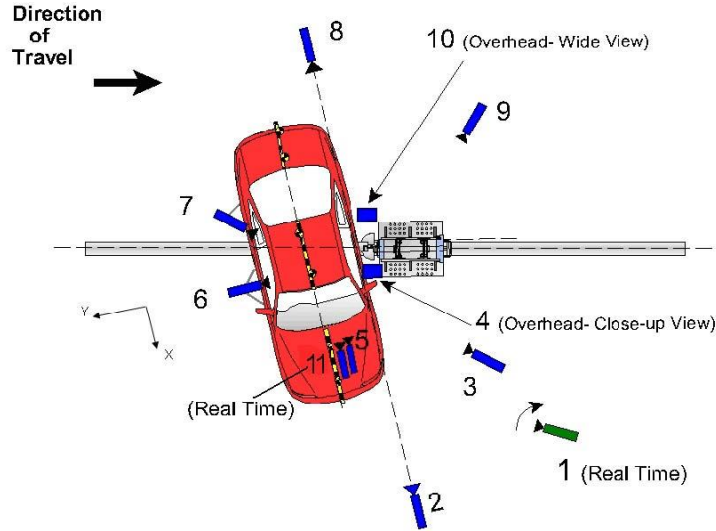 Direction
of
Travel
8
10 (Overhead- Wide View)
9
7
6
Y
X
4 (Overhead- Close-up View)
5
11
3
(Real Time)
1 (Real Time)
2